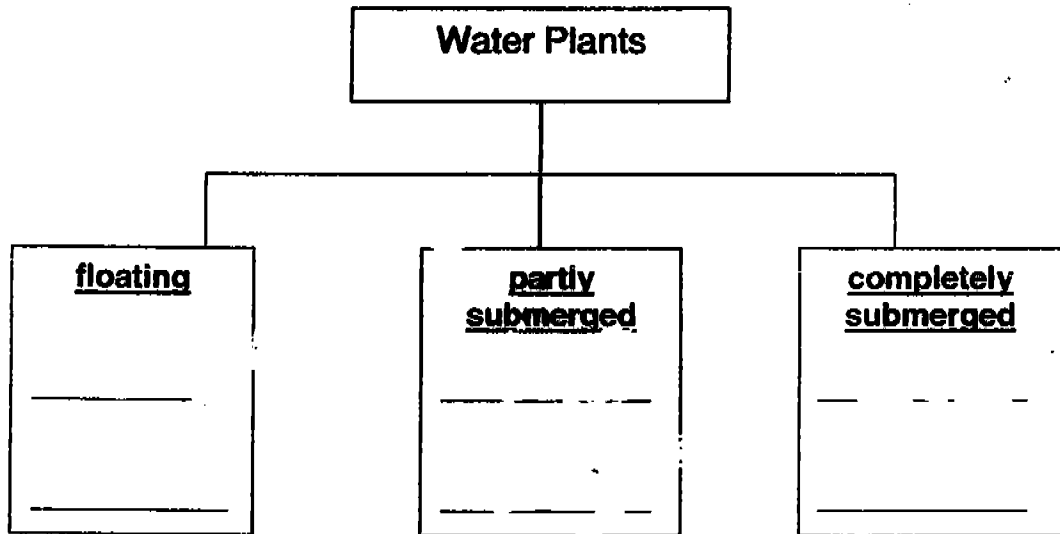 Water Plants
floating
partly
submerged
completely
submerged